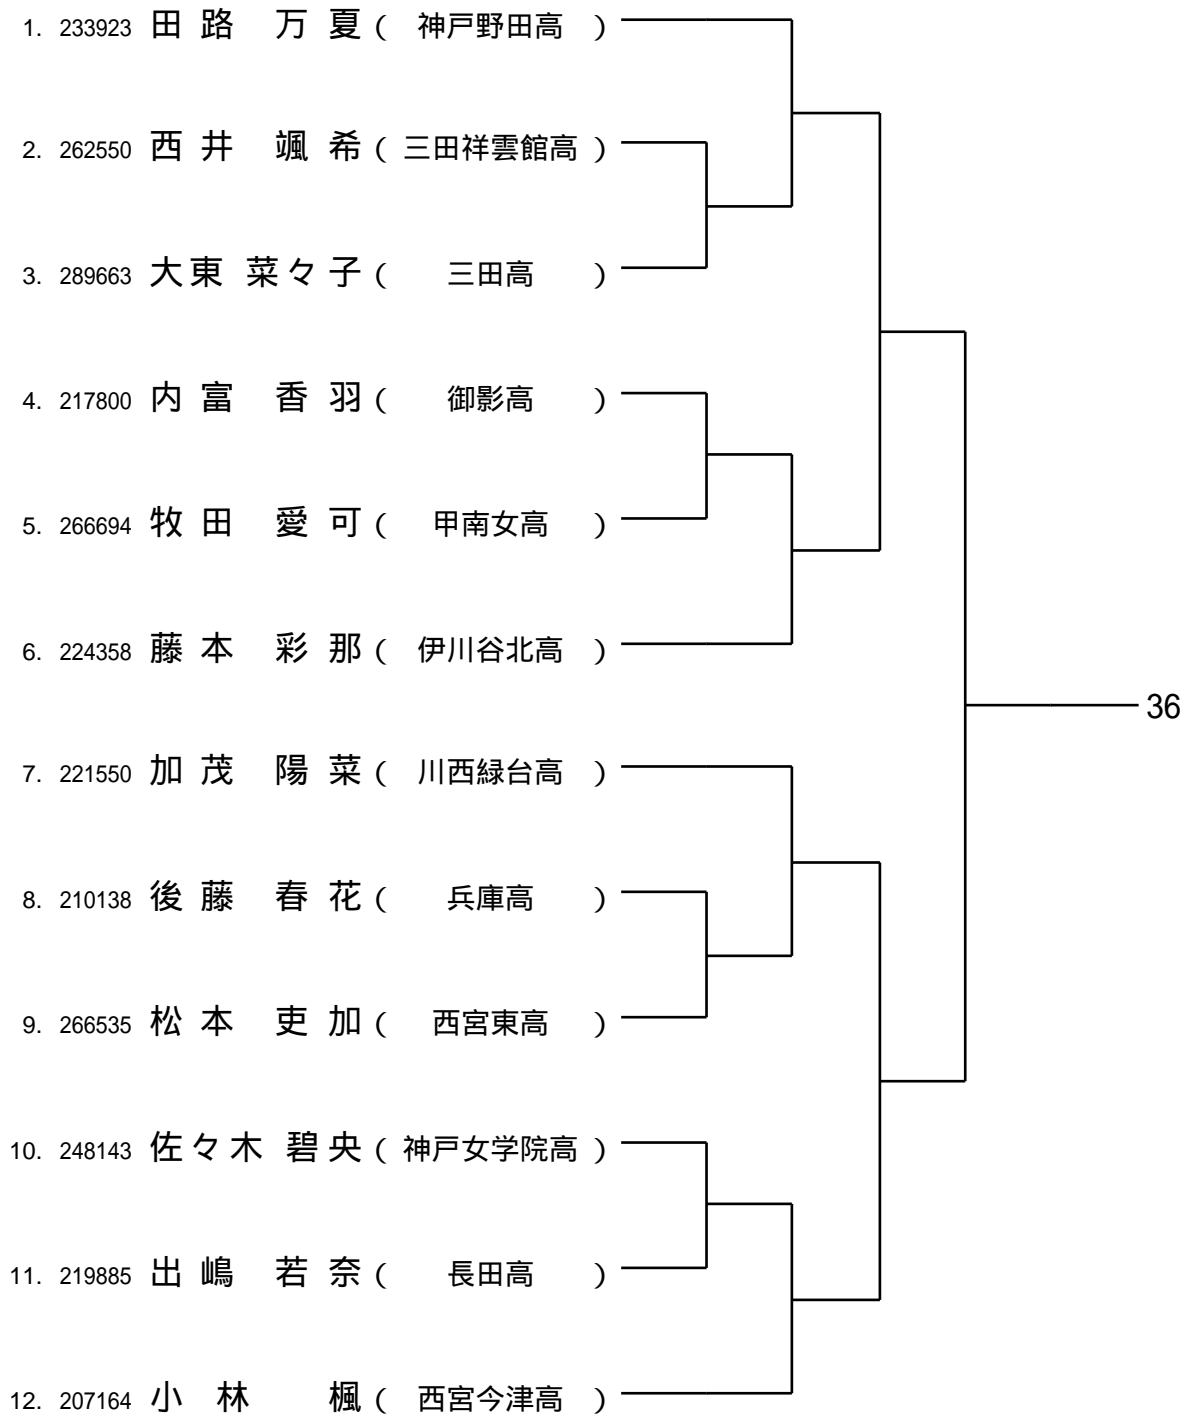 1. 233923 田路 万夏 ( 神戸野田高 )
2. 262550 西井 颯希 ( 三田祥雲館高 )
3. 289663 大東 菜々子 ( 三田高 )
4. 217800 内富 香羽 ( 御影高 )
5. 266694 牧田 愛可 ( 甲南女高 )
6. 224358 藤本 彩那 ( 伊川谷北高 )
36
7. 221550 加茂 陽菜 ( 川西緑台高 )
8. 210138 後藤 春花 ( 兵庫高 )
9. 266535 松本 吏加 ( 西宮東高 )
10. 248143 佐々木 碧央 ( 神戸女学院高 )
11. 219885 出嶋 若奈 ( 長田高 )
12. 207164 小林 楓 ( 西宮今津高 )